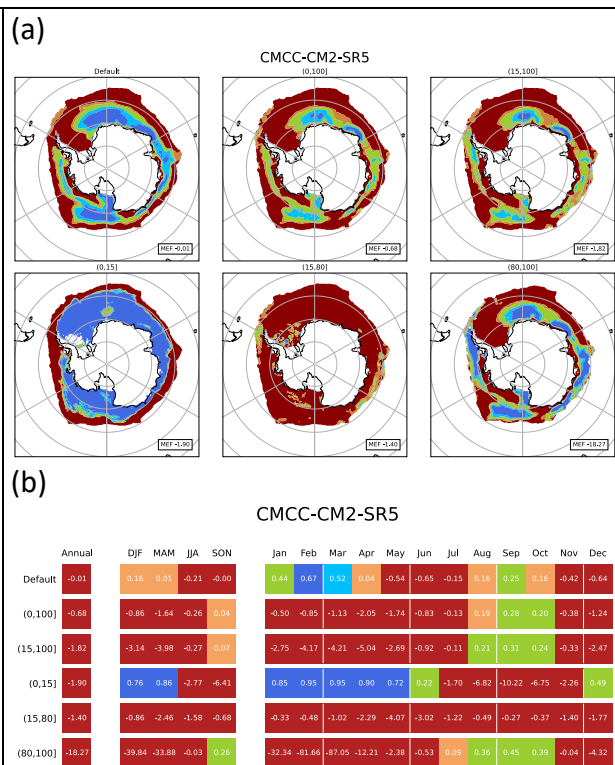 (a)
CMCC-CM2-SR5
Default (0,100] (15,100]
MEF -0.01 MEF -0.68 MEF -1.82
(0,15] (15,80] (80,100]
MEF -1.90 MEF -1.40 MEF -18.27
(b)
CMCC-CM2-SR5
Annual DJF MAM JJA SON Jan Feb Mar Apr May Jun Jul Aug Sep Oct Nov Dec
Default -0.01 0.16 0.01 -0.21 -0.00 0.44 0.67 0.52 0.04 -0.54 -0.65 -0.15 0.16 0.25 0.16 -0.42 -0.64
(0,100] -0.68 -0.86 -1.64 -0.26 0.04 -0.50 -0.85 -1.13 -2.05 -1.74 -0.83 -0.13 0.19 0.28 0.20 -0.38 -1.24
(15,100] -1.82 -3.14 -3.98 -0.27 0.07 -2.75 -4.17 -4.21 -5.04 -2.69 -0.92 -0.11 0.21 0.31 0.24 -0.33 -2.47
(0,15] -1.90 0.76 0.86 -2.77 -6.41 0.85 0.95 0.95 0.90 0.72 0.22 -1.70 -6.82 -10.22 -6.75 -2.26 0.49
(15,80] -1.40 -0.86 -2.46 -1.58 -0.68 -0.33 -0.48 -1.02 -2.29 -4.07 -3.02 -1.22 -0.49 -0.27 -0.37 -1.40 -1.77
(80,100] -18.27 -39.84 -33.88 -0.03 0.26 -32.34 -81.66 -87.05 -12.21 -2.38 -0.53 0.09 0.36 0.45 0.39 -0.04 -4.32